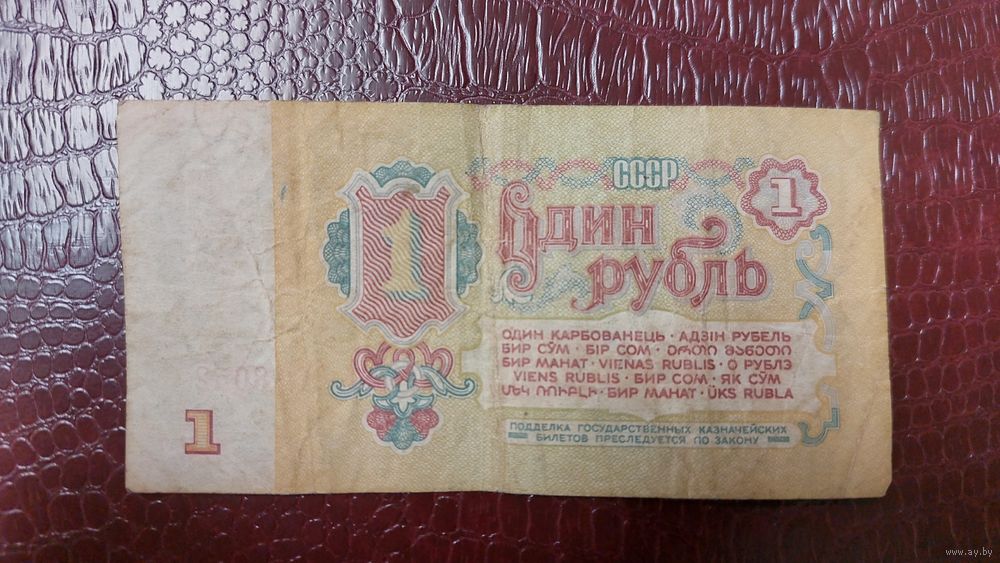 СССР
1
1
Один
рубль
ОДИН КАРБОВАНЕЦЬ · АДЗІН РУБЕЛЬ
БИР СЎМ · БІР СОМ · ᲔᲠᲗᲘ ᲛᲐᲜᲔᲗᲘ
БИР МАНАТ · VIENAS RUBLIS · О РУБЛЭ
VIENS RUBLIS · БИР СОМ · ЯК СЎМ
ՄԵԿ ՌՈՒԲԼԻ · БИР МАНАТ · ÜKS RUBLA
1
ПОДДЕЛКА ГОСУДАРСТВЕННЫХ КАЗНАЧЕЙСКИХ
БИЛЕТОВ ПРЕСЛЕДУЕТСЯ ПО ЗАКОНУ
www.ay.by